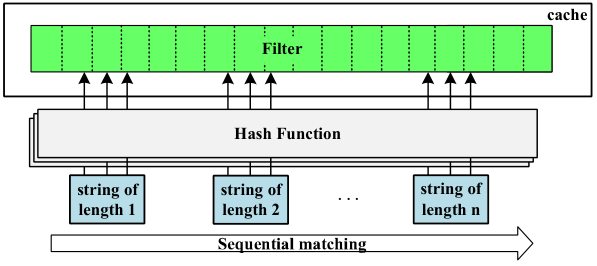 cache
Filter
Hash Function
string of
length 1
string of
length 2
. . .
string of
length n
Sequential matching